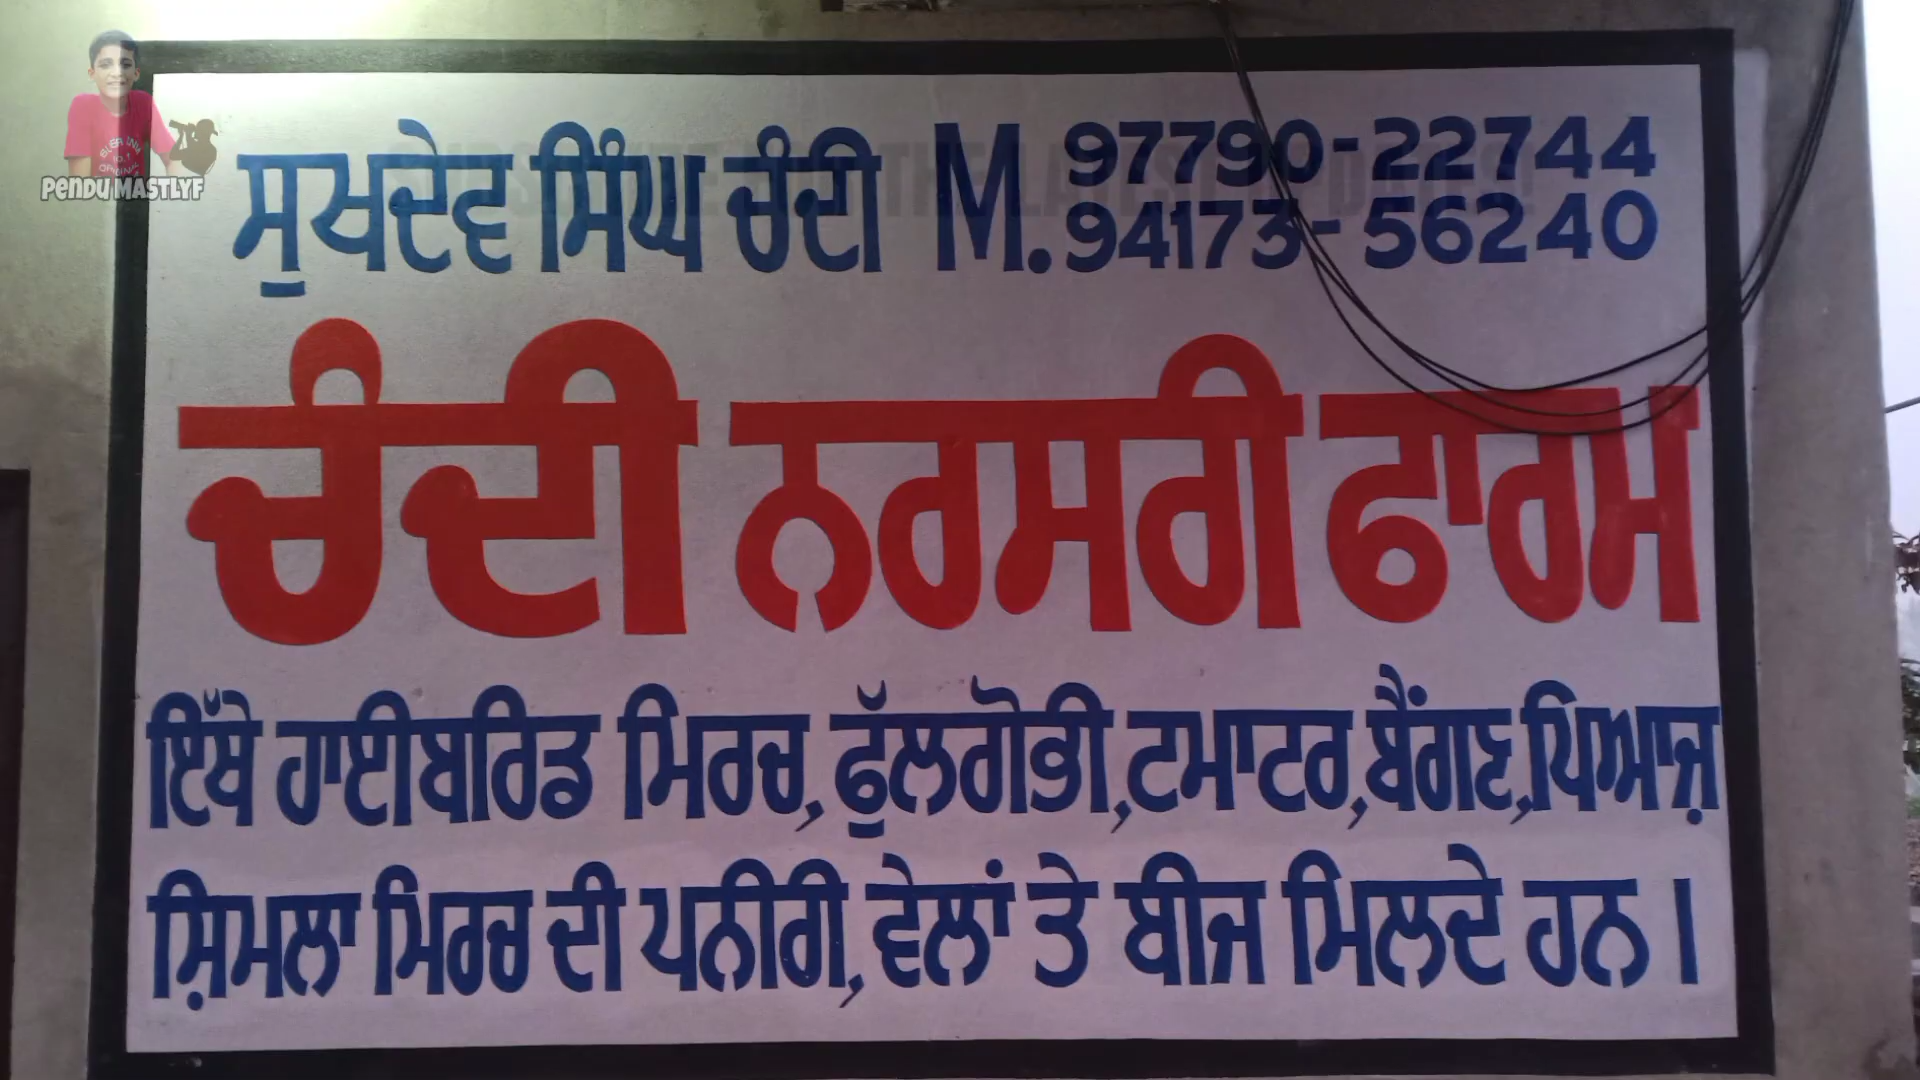 ਸੁਖਦੇਵ ਸਿੰਘ ਚੰਦੀ M. 97790-22744
94173-56240
ਚੰਦੀ ਨਰਸਰੀ ਫਾਰਮ
ਇੱਥੇ ਹਾਈਬਰਿਡ ਮਿਰਚ, ਫੁੱਲਗੋਭੀ, ਟਮਾਟਰ, ਬੈਂਗਣ, ਪਿਆਜ਼
ਸ਼ਿਮਲਾ ਮਿਰਚ ਦੀ ਪਨੀਰੀ, ਵੇਲਾਂ ਤੇ ਬੀਜ ਮਿਲਦੇ ਹਨ।
PENDU MASTLYF